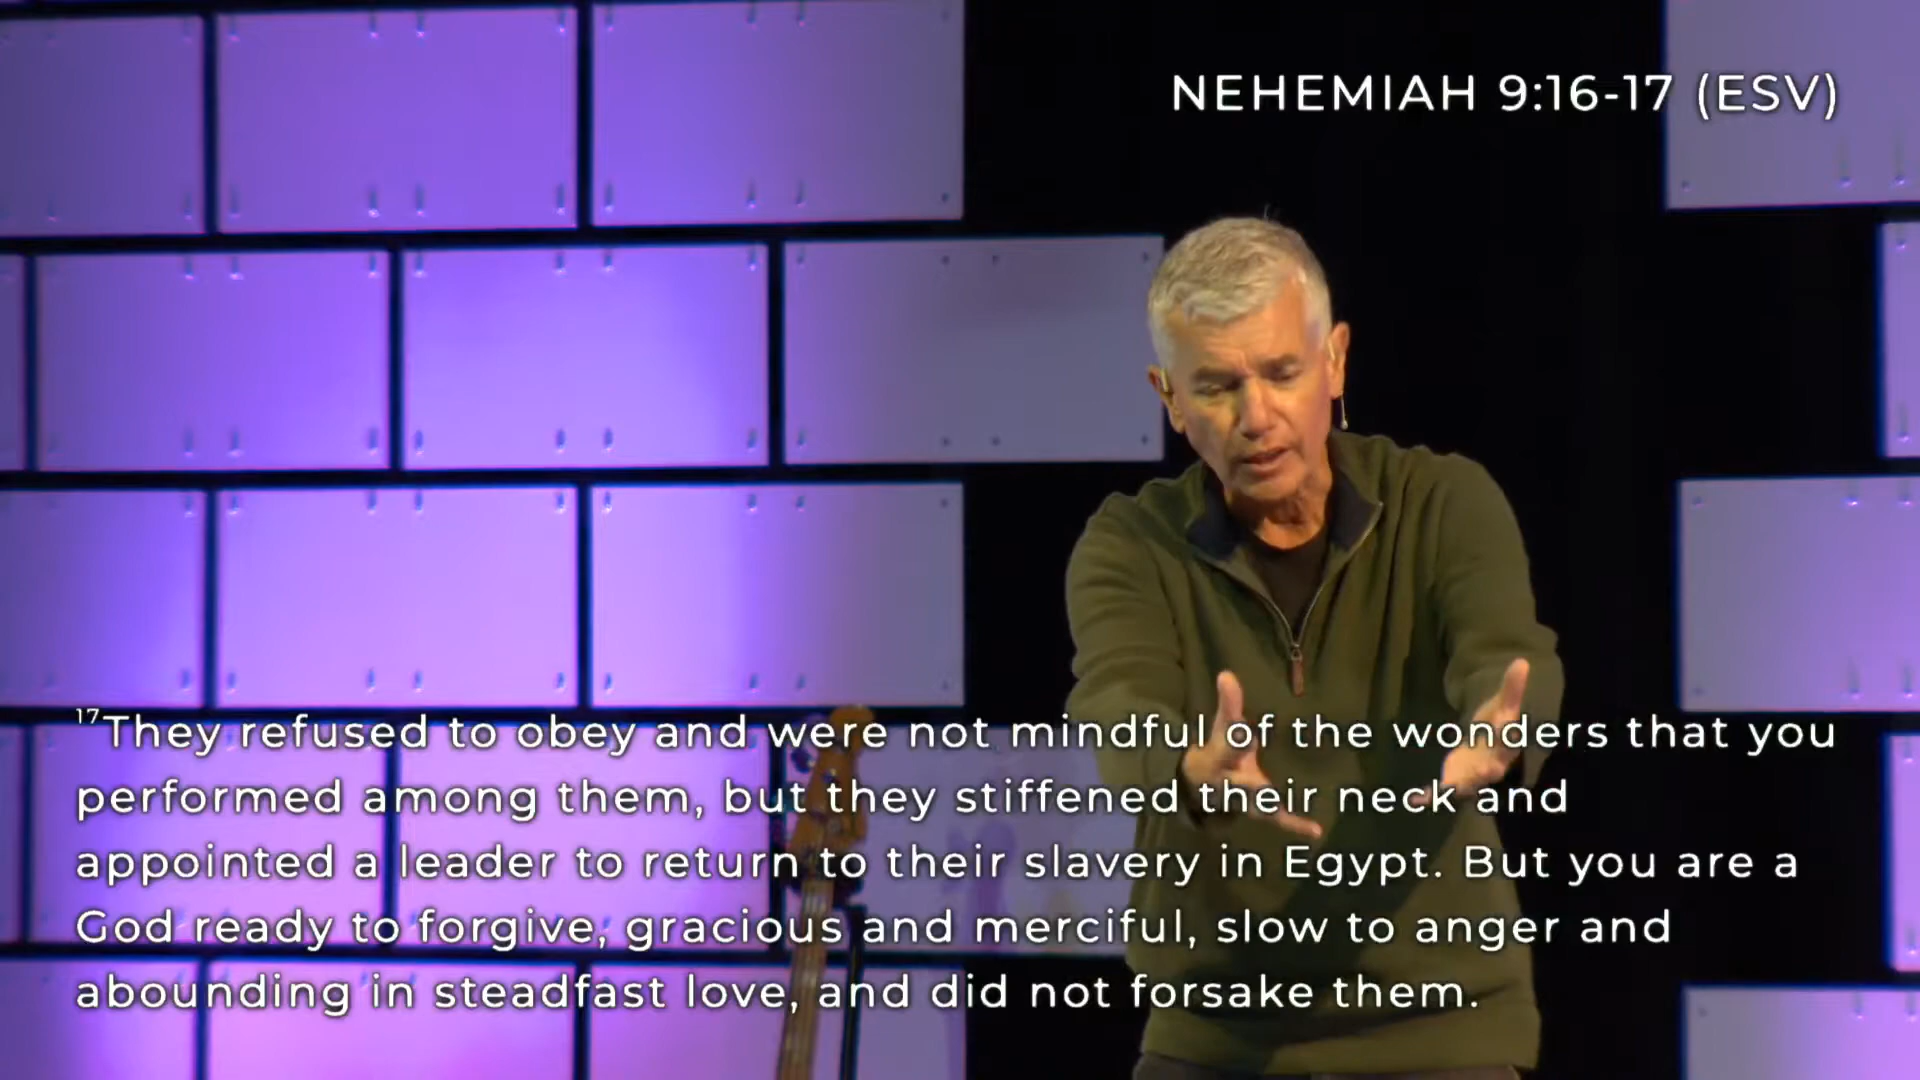 NEHEMIAH 9:16-17 (ESV)
17They refused to obey and were not mindful of the wonders that you
performed among them, but they stiffened their neck and
appointed a leader to return to their slavery in Egypt. But you are a
God ready to forgive, gracious and merciful, slow to anger and
abounding in steadfast love, and did not forsake them.